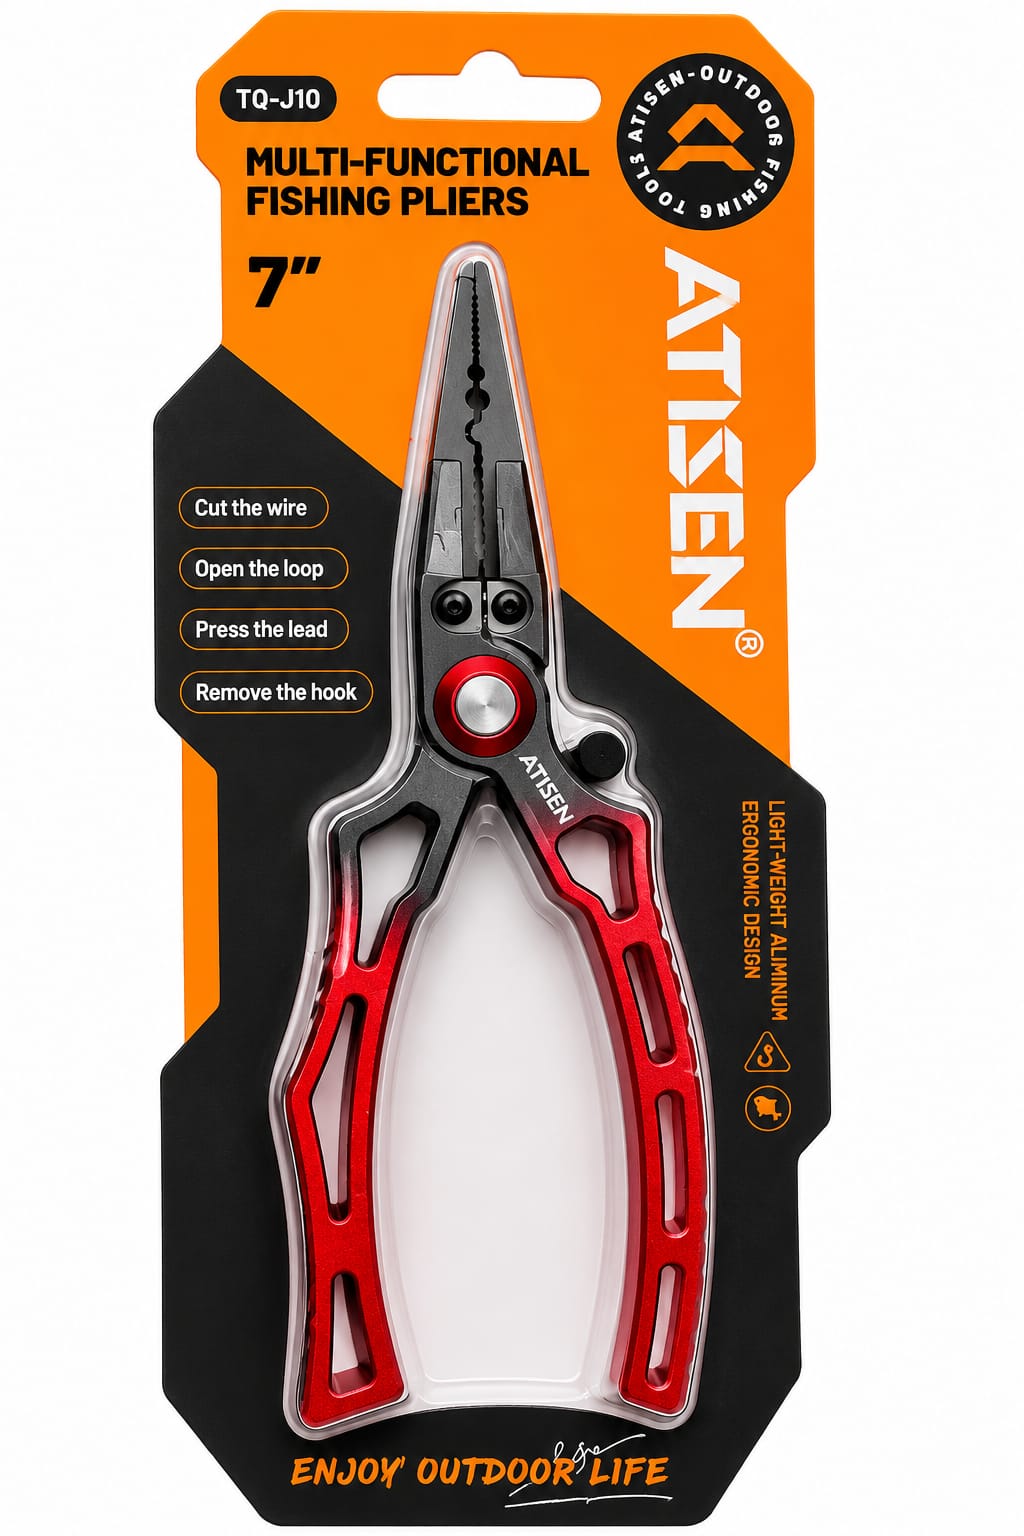 TQ-J10
MULTI-FUNCTIONAL
FISHING PLIERS
7"
ATISEN-OUTDOOR FISHING TOOLS
ATISEN®
Cut the wire
Open the loop
Press the lead
Remove the hook
ATISEN
LIGHT-WEIGHT ALIMINUM
ERGONOMIC DESIGN
ENJOY' OUTDOOR LIFE